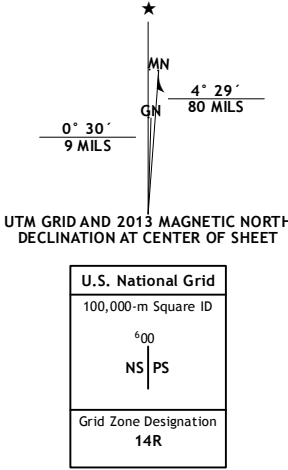 MN
4° 29´
80 MILS
GN
0° 30´
9 MILS
UTM GRID AND 2013 MAGNETIC NORTH
DECLINATION AT CENTER OF SHEET
U.S. National Grid
100,000-m Square ID
⁶00
NS PS
Grid Zone Designation
14R